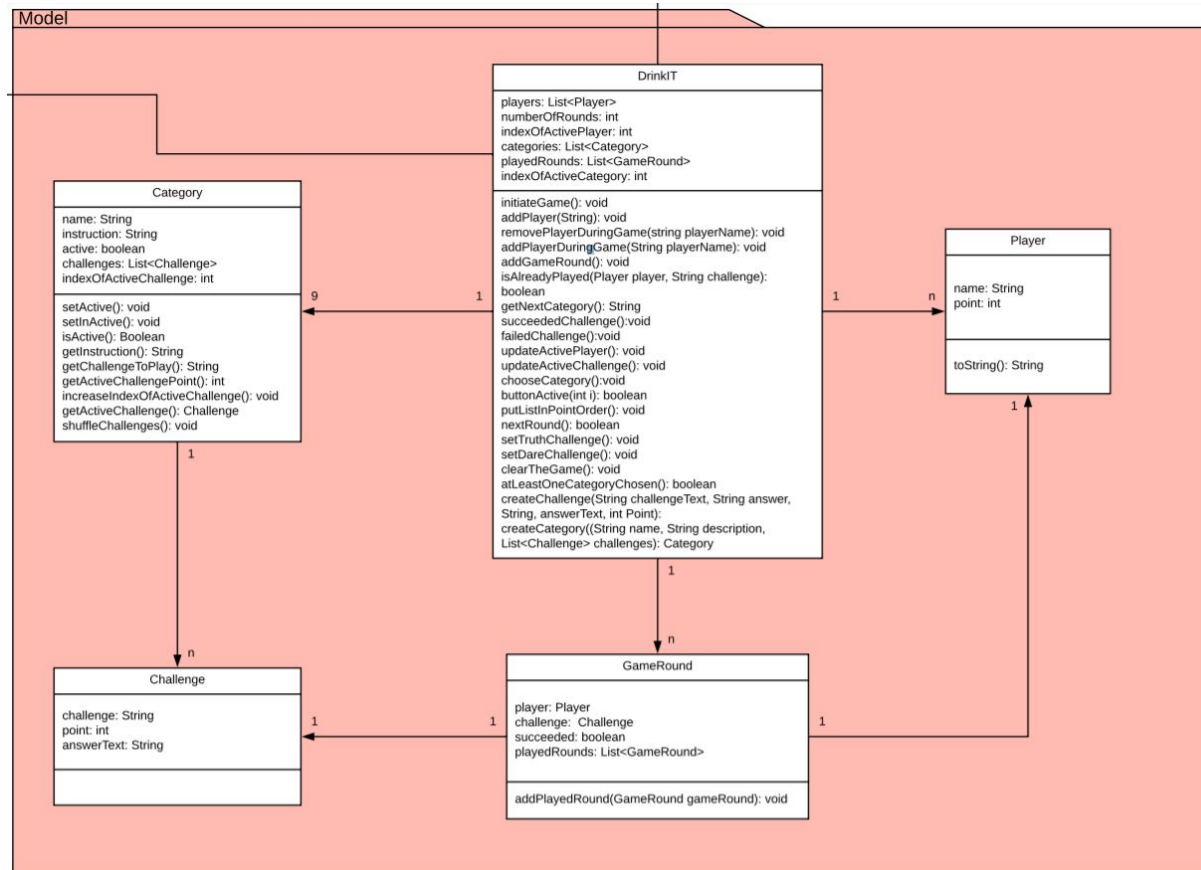 Model
DrinkIT
players: List<Player>
numberOfRounds: int
indexOfActivePlayer: int
categories: List<Category>
playedRounds: List<GameRound>
indexOfActiveCategory: int
initiateGame(): void
addPlayer(String): void
removePlayerDuringGame(string playerName): void
addPlayerDuringGame(String playerName): void
addGameRound(): void
isAlreadyPlayed(Player player, String challenge):
boolean
getNextCategory(): String
succeededChallenge():void
failedChallenge():void
updateActivePlayer(): void
updateActiveChallenge(): void
chooseCategory():void
buttonActive(int i): boolean
putListInPointOrder(): void
nextRound(): boolean
setTruthChallenge(): void
setDareChallenge(): void
clearTheGame(): void
atLeastOneCategoryChosen(): boolean
createChallenge(String challengeText, String answer,
String, answerText, int Point):
createCategory((String name, String description,
List<Challenge> challenges): Category
Category
name: String
instruction: String
active: boolean
challenges: List<Challenge>
indexOfActiveChallenge: int
setActive(): void
setInActive(): void
isActive(): Boolean
getInstruction(): String
getChallengeToPlay(): String
getActiveChallengePoint(): int
increaseIndexOfActiveChallenge(): void
getActiveChallenge(): Challenge
shuffleChallenges(): void
9
1
1
n
Player
name: String
point: int
toString(): String
1
1
n
1
n
Challenge
challenge: String
point: int
answerText: String
1
1
GameRound
player: Player
challenge: Challenge
succeeded: boolean
playedRounds: List<GameRound>
addPlayedRound(GameRound gameRound): void
1